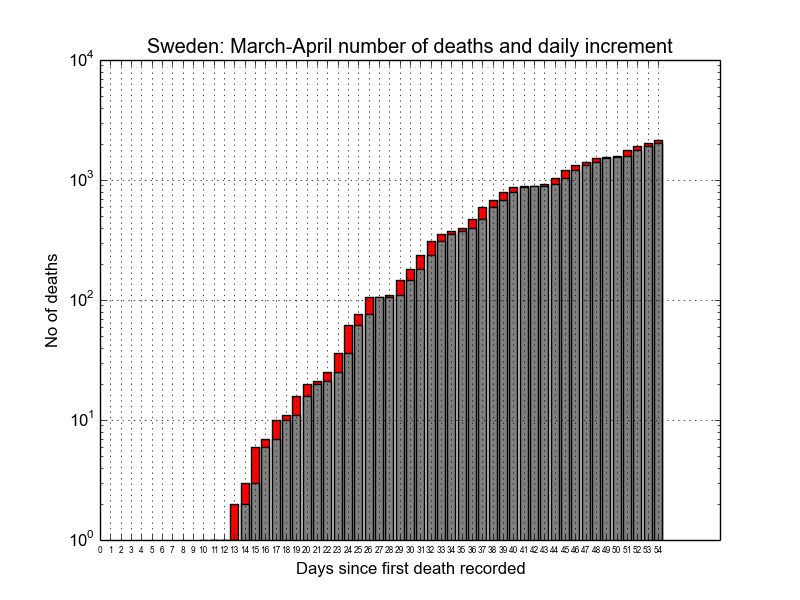 Sweden: March-April number of deaths and daily increment
10^4
10^3
10^2
10^1
10^0
No of deaths
0 1 2 3 4 5 6 7 8 9 10 11 12 13 14 15 16 17 18 19 20 21 22 23 24 25 26 27 28 29 30 31 32 33 34 35 36 37 38 39 40 41 42 43 44 45 46 47 48 49 50 51 52 53 54
Days since first death recorded